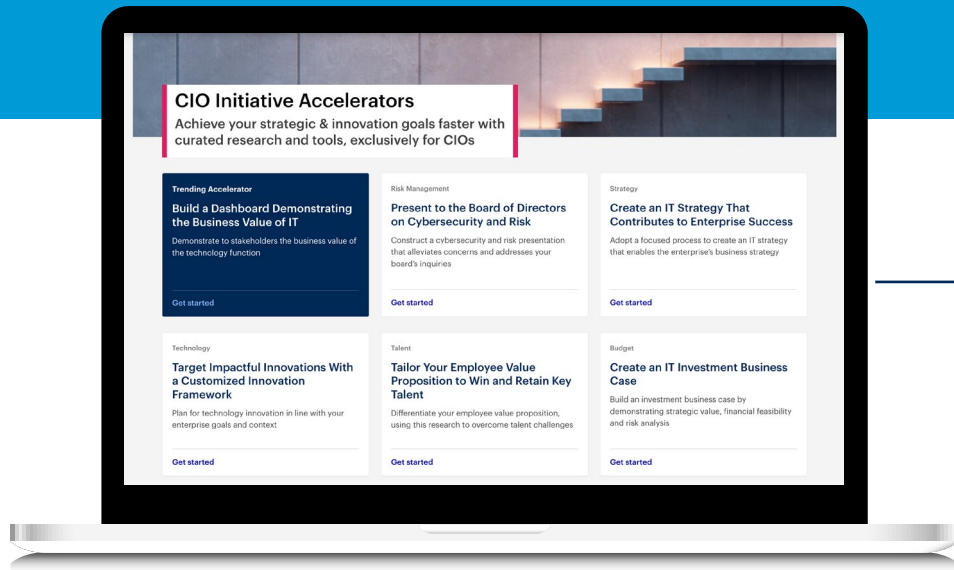 CIO Initiative Accelerators
Achieve your strategic & innovation goals faster with
curated research and tools, exclusively for CIOs
Trending Accelerator
Build a Dashboard Demonstrating
the Business Value of IT
Demonstrate to stakeholders the business value of
the technology function
Get started
Risk Management
Present to the Board of Directors
on Cybersecurity and Risk
Construct a cybersecurity and risk presentation
that alleviates concerns and addresses your
board's inquiries
Get started
Strategy
Create an IT Strategy That
Contributes to Enterprise Success
Adopt a focused process to create an IT strategy
that enables the enterprise's business strategy
Get started
Technology
Target Impactful Innovations With
a Customized Innovation
Framework
Plan for technology innovation in line with your
enterprise goals and context
Get started
Talent
Tailor Your Employee Value
Proposition to Win and Retain Key
Talent
Differentiate your employee value proposition,
using this research to overcome talent challenges
Get started
Budget
Create an IT Investment Business
Case
Build an investment business case by
demonstrating strategic value, financial feasibility
and risk analysis
Get started